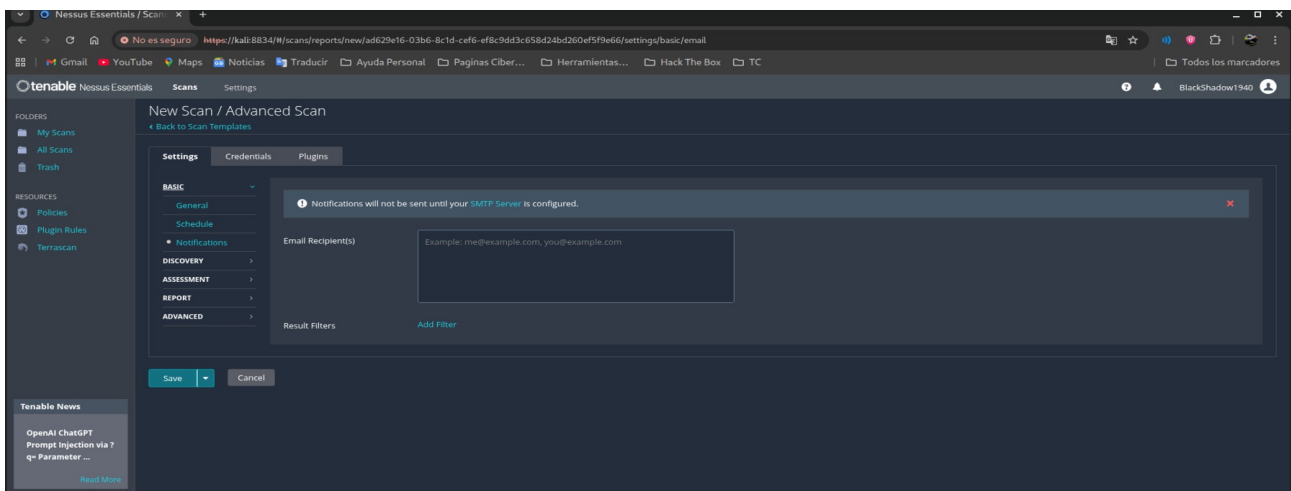 Nessus Essentials / Scan
No es seguro https://kali:8834/#/scans/reports/new/ad629e16-03b6-8c1d-cef6-ef8c9dd3c658d24bd260ef5f9e66/settings/basic/email
Gmail YouTube Maps Noticias Traducir Ayuda Personal Paginas Ciber... Herramientas... Hack The Box TC Todos los marcadores
tenable Nessus Essentials Scans Settings BlackShadow1940
FOLDERS
My Scans
All Scans
Trash
RESOURCES
Policies
Plugin Rules
Terrascan
New Scan / Advanced Scan
Back to Scan Templates
Settings Credentials Plugins
BASIC
General
Schedule
Notifications
DISCOVERY
ASSESSMENT
REPORT
ADVANCED
Notifications will not be sent until your SMTP Server is configured.
Email Recipient(s) Example: me@example.com, you@example.com
Result Filters Add Filter
Save Cancel
Tenable News
OpenAI ChatGPT
Prompt Injection via ?
q= Parameter ...
Read More